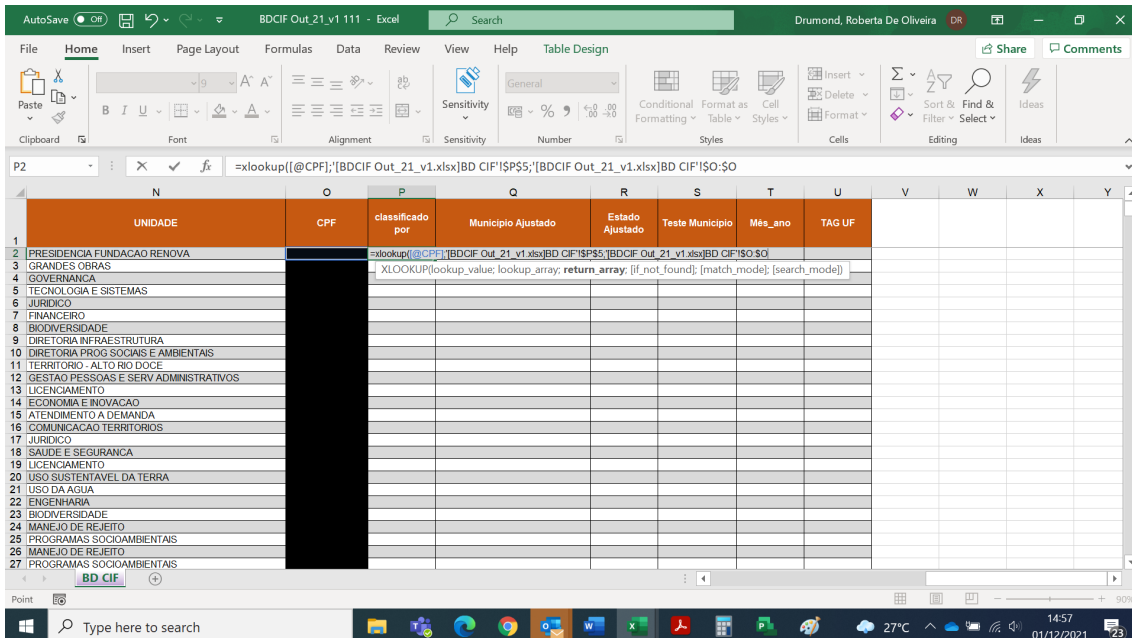 AutoSave Off BDCIF Out_21_v1 111 - Excel Search Drumond, Roberta De Oliveira DR
File Home Insert Page Layout Formulas Data Review View Help Table Design Share Comments
Paste 9 A A General Sensitivity Conditional Formatting Format as Table Cell Styles Insert Delete Format Sort & Filter Find & Select Ideas
B I U A % 9
Clipboard Font Alignment Sensitivity Number Styles Cells Editing Ideas
P2 fx =xlookup([@CPF];'[BDCIF Out_21_v1.xlsx]BD CIF'!$P$5;'[BDCIF Out_21_v1.xlsx]BD CIF'!$O:$O
N O P Q R S T U V W X Y
1 UNIDADE CPF classificado por Município Ajustado Estado Ajustado Teste Município Mês_ano TAG UF
2 PRESIDENCIA FUNDACAO RENOVA =xlookup([@CPF];'[BDCIF Out_21_v1.xlsx]BD CIF'!$P$5;'[BDCIF Out_21_v1.xlsx]BD CIF'!$O:$O
3 GRANDES OBRAS XLOOKUP(lookup_value; lookup_array; return_array; [if_not_found]; [match_mode]; [search_mode])
4 GOVERNANCA
5 TECNOLOGIA E SISTEMAS
6 JURIDICO
7 FINANCEIRO
8 BIODIVERSIDADE
9 DIRETORIA INFRAESTRUTURA
10 DIRETORIA PROG SOCIAIS E AMBIENTAIS
11 TERRITORIO - ALTO RIO DOCE
12 GESTAO PESSOAS E SERV ADMINISTRATIVOS
13 LICENCIAMENTO
14 ECONOMIA E INOVACAO
15 ATENDIMENTO A DEMANDA
16 COMUNICACAO TERRITORIOS
17 JURIDICO
18 SAUDE E SEGURANCA
19 LICENCIAMENTO
20 USO SUSTENTAVEL DA TERRA
21 USO DA AGUA
22 ENGENHARIA
23 BIODIVERSIDADE
24 MANEJO DE REJEITO
25 PROGRAMAS SOCIOAMBIENTAIS
26 MANEJO DE REJEITO
27 PROGRAMAS SOCIOAMBIENTAIS
BD CIF
Point 90%
Type here to search 27°C 14:57
01/12/2021 23